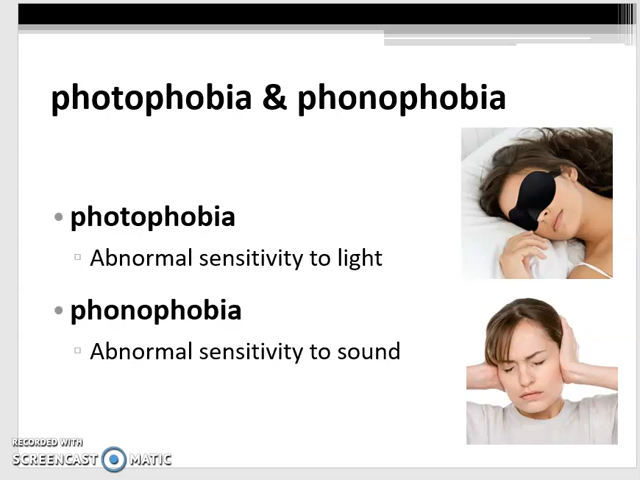 photophobia & phonophobia
photophobia
Abnormal sensitivity to light
phonophobia
Abnormal sensitivity to sound
RECORDED WITH
SCREENCAST MATIC